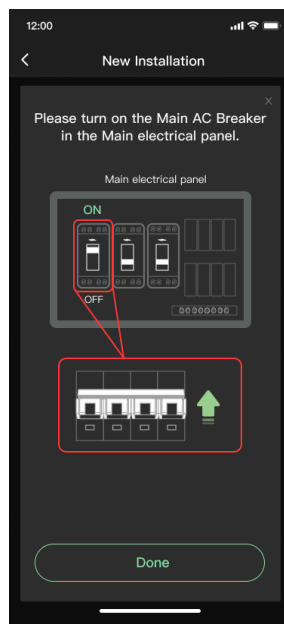 12:00
New Installation
Please turn on the Main AC Breaker
in the Main electrical panel.
Main electrical panel
ON
OFF
Done